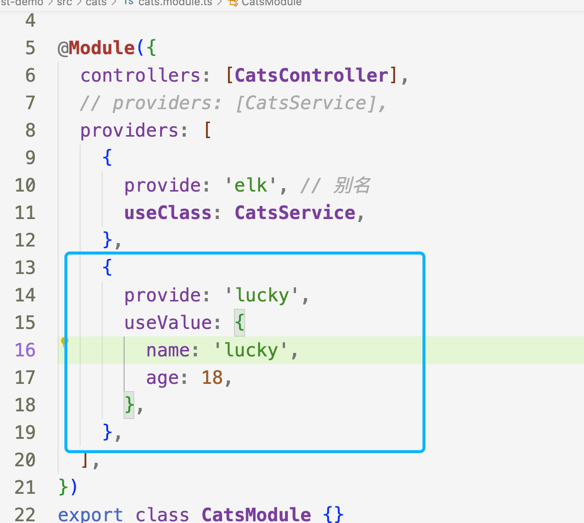 st-demo > src > cats > cats.module.ts > CatsModule
4
5 @Module({
6 controllers: [CatsController],
7 // providers: [CatsService],
8 providers: [
9 {
10 provide: 'elk', // 别名
11 useClass: CatsService,
12 },
13 {
14 provide: 'lucky',
15 useValue: {
16 name: 'lucky',
17 age: 18,
18 },
19 },
20 ],
21 })
22 export class CatsModule {}